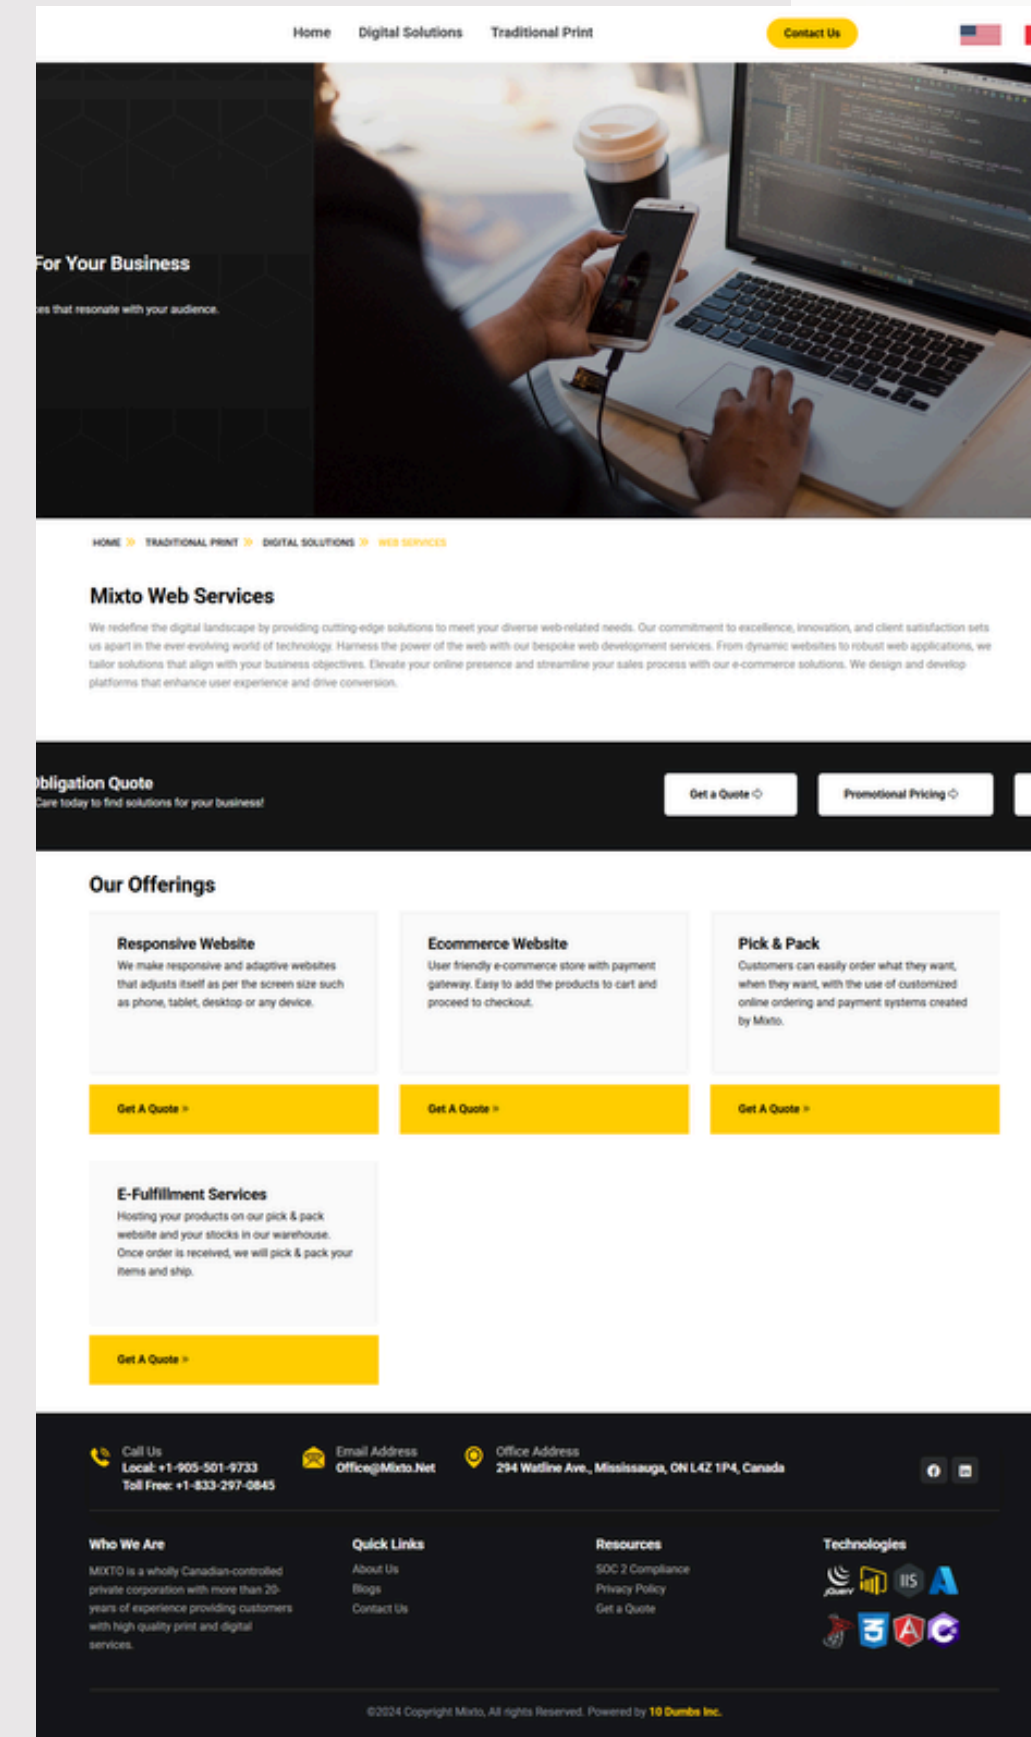 Home Digital Solutions Traditional Print Contact Us
For Your Business
ces that resonate with your audience.
HOME » TRADITIONAL PRINT » DIGITAL SOLUTIONS » WEB SERVICES
Mixto Web Services
We redefine the digital landscape by providing cutting-edge solutions to meet your diverse web-related needs. Our commitment to excellence, innovation, and client satisfaction sets
us apart in the ever-evolving world of technology. Harness the power of the web with our bespoke web development services. From dynamic websites to robust web applications, we
tailor solutions that align with your business objectives. Elevate your online presence and streamline your sales process with our e-commerce solutions. We design and develop
platforms that enhance user experience and drive conversion.
Obligation Quote
Care today to find solutions for your business!
Get a Quote Promotional Pricing
Our Offerings
Responsive Website
We make responsive and adaptive websites
that adjusts itself as per the screen size such
as phone, tablet, desktop or any device.
Get A Quote »
Ecommerce Website
User friendly e-commerce store with payment
gateway. Easy to add the products to cart and
proceed to checkout.
Get A Quote »
Pick & Pack
Customers can easily order what they want,
when they want, with the use of customized
online ordering and payment systems created
by Mixto.
Get A Quote »
E-Fulfillment Services
Hosting your products on our pick & pack
website and your stocks in our warehouse.
Once order is received, we will pick & pack your
items and ship.
Get A Quote »
Call Us
Local: +1-905-501-9733
Toll Free: +1-833-297-0845
Email Address
Office@Mixto.Net
Office Address
294 Watline Ave., Mississauga, ON L4Z 1P4, Canada
Who We Are
MIXTO is a wholly Canadian-controlled
private corporation with more than 20-
years of experience providing customers
with high quality print and digital
services.
Quick Links
About Us
Blogs
Contact Us
Resources
SOC 2 Compliance
Privacy Policy
Get a Quote
Technologies
jQuery IIS
3 A C
©2024 Copyright Mixto, All rights Reserved. Powered by 10 Dumbs Inc.